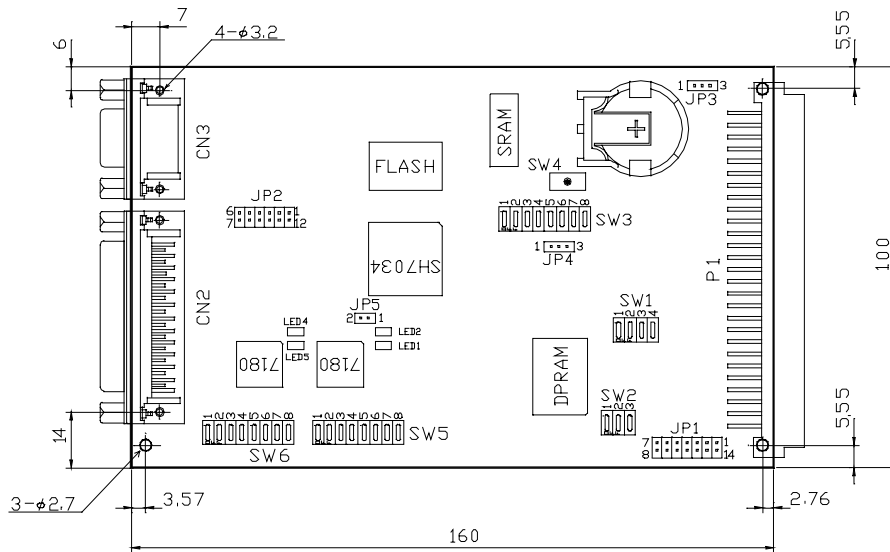 7
6
4-φ3.2
5,55
1 3
JP3
CN3
SRAM
FLASH
SW4
JP2
6 1
7 12
1 2 3 4 5 6 7 8
SW3
1 3
JP4
SH7034
P1
100
CN2
JP5
2 1
SW1
1 2 3 4
LED4
LED2
LED5
LED1
7180
7180
DPRAM
SW2
1 2 3
1 2 3 4 5 6 7 8
SW6
1 2 3 4 5 6 7 8
SW5
JP1
7 1
8 14
14
5,55
3-φ2.7
3,57
2.76
160